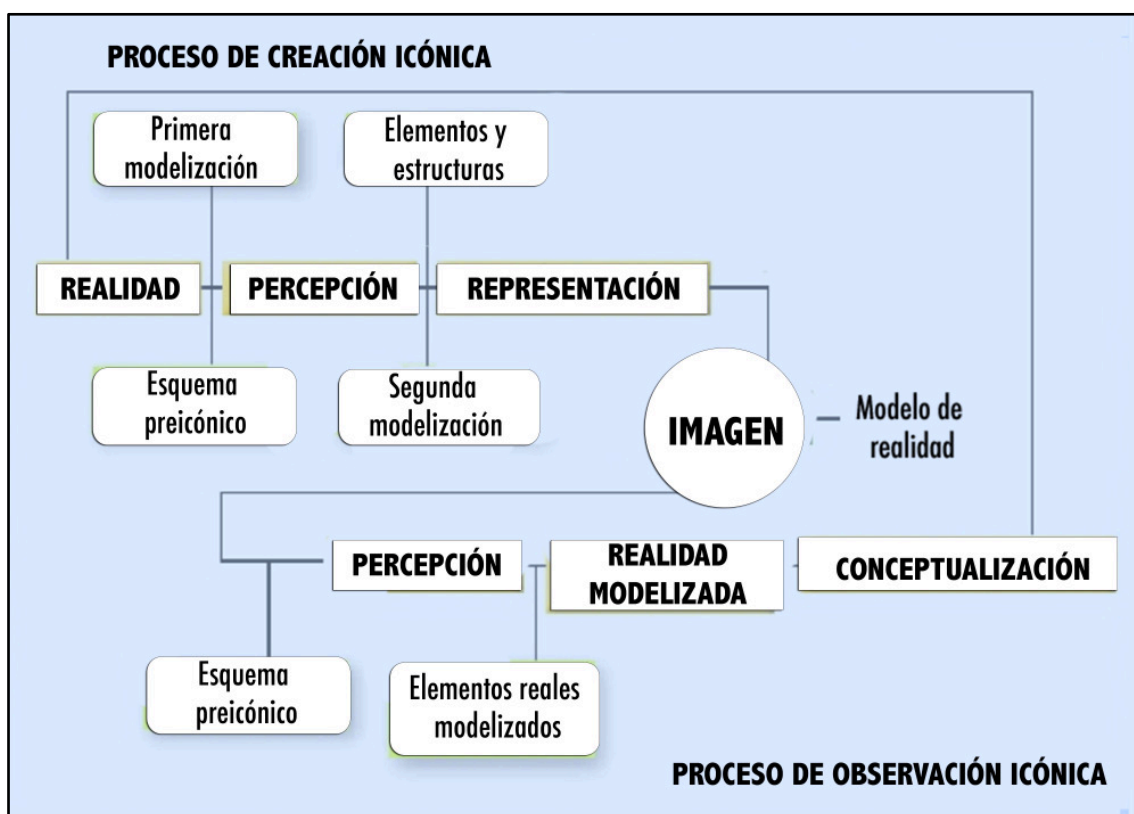 PROCESO DE CREACIÓN ICÓNICA
Primera
modelización
Elementos y
estructuras
REALIDAD
PERCEPCIÓN
REPRESENTACIÓN
Esquema
preicónico
Segunda
modelización
IMAGEN
Modelo de
realidad
PERCEPCIÓN
REALIDAD
MODELIZADA
CONCEPTUALIZACIÓN
Esquema
preicónico
Elementos reales
modelizados
PROCESO DE OBSERVACIÓN ICÓNICA